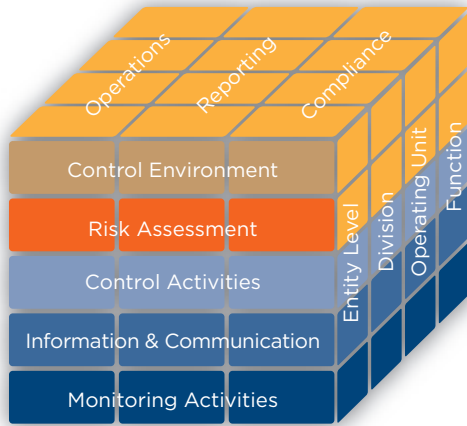 Operations
Reporting
Compliance
Control Environment
Risk Assessment
Control Activities
Information & Communication
Monitoring Activities
Entity Level
Division
Operating Unit
Function